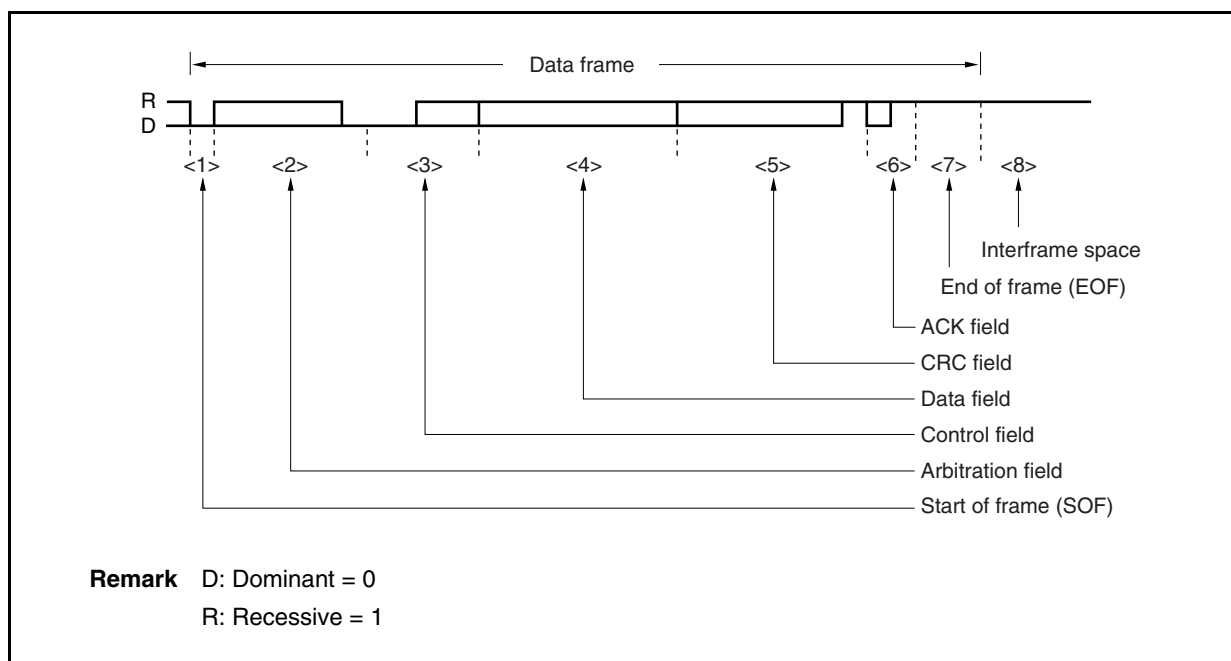 Data frame
R
D
<1> <2> <3> <4> <5> <6> <7> <8>
Interframe space
End of frame (EOF)
ACK field
CRC field
Data field
Control field
Arbitration field
Start of frame (SOF)
Remark D: Dominant = 0
R: Recessive = 1